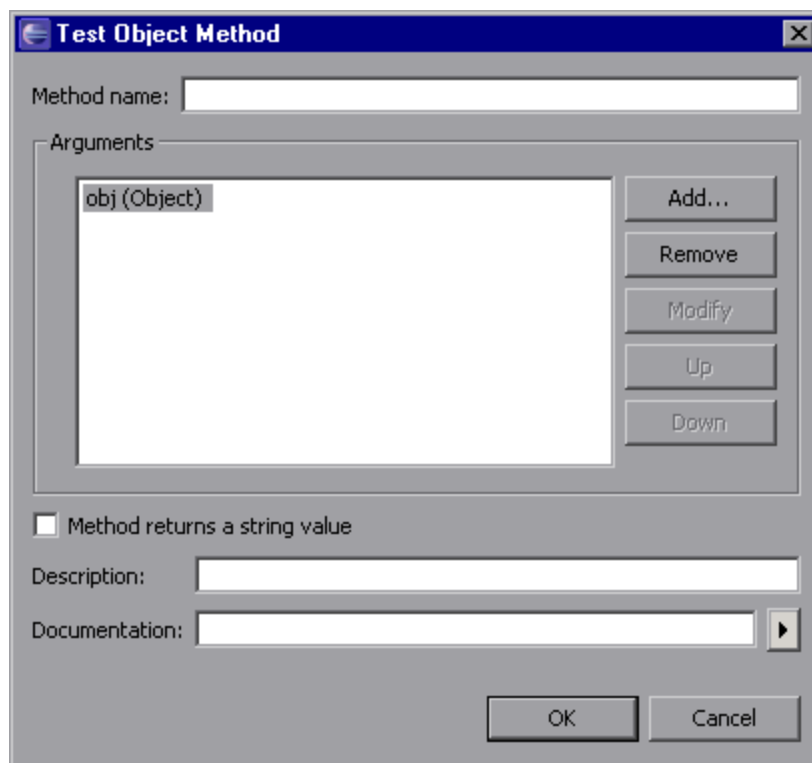 Test Object Method
Method name:
Arguments
obj (Object)
Add...
Remove
Modify
Up
Down
Method returns a string value
Description:
Documentation:
OK
Cancel